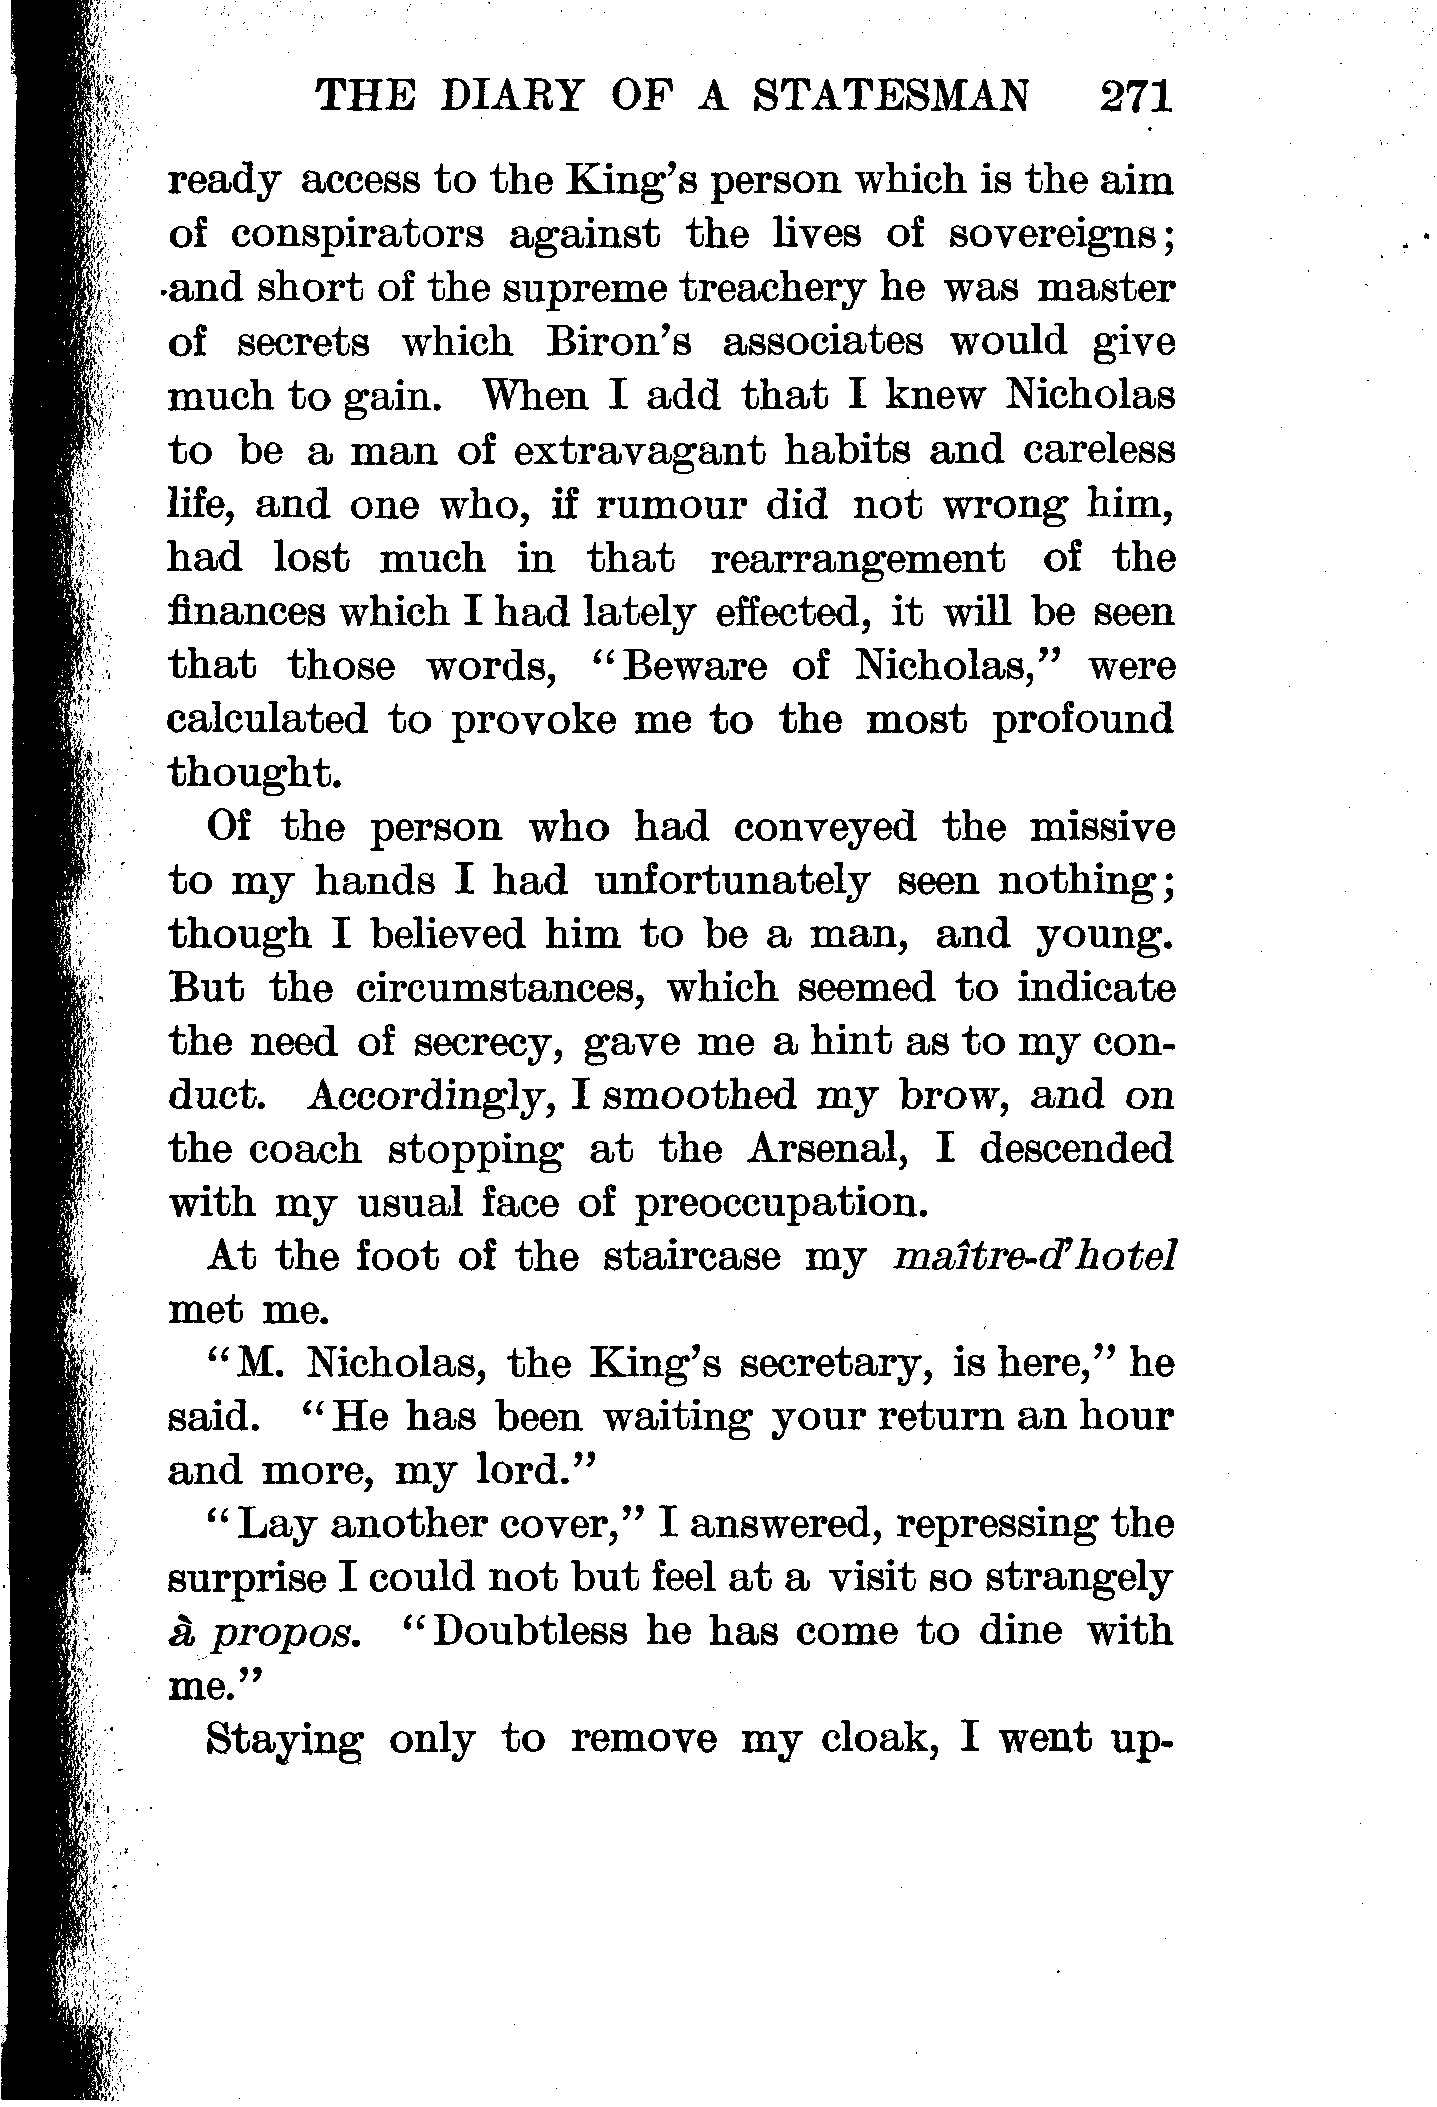 THE DIARY OF A STATESMAN 271
ready access to the King's person which is the aim
of conspirators against the lives of sovereigns;
and short of the supreme treachery he was master
of secrets which Biron's associates would give
much to gain. When I add that I knew Nicholas
to be a man of extravagant habits and careless
life, and one who, if rumour did not wrong him,
had lost much in that rearrangement of the
finances which I had lately effected, it will be seen
that those words, "Beware of Nicholas," were
calculated to provoke me to the most profound
thought.
Of the person who had conveyed the missive
to my hands I had unfortunately seen nothing;
though I believed him to be a man, and young.
But the circumstances, which seemed to indicate
the need of secrecy, gave me a hint as to my con-
duct. Accordingly, I smoothed my brow, and on
the coach stopping at the Arsenal, I descended
with my usual face of preoccupation.
At the foot of the staircase my maître-d'hotel
met me.
"M. Nicholas, the King's secretary, is here," he
said. "He has been waiting your return an hour
and more, my lord."
"Lay another cover," I answered, repressing the
surprise I could not but feel at a visit so strangely
à propos. "Doubtless he has come to dine with
me."
Staying only to remove my cloak, I went up-